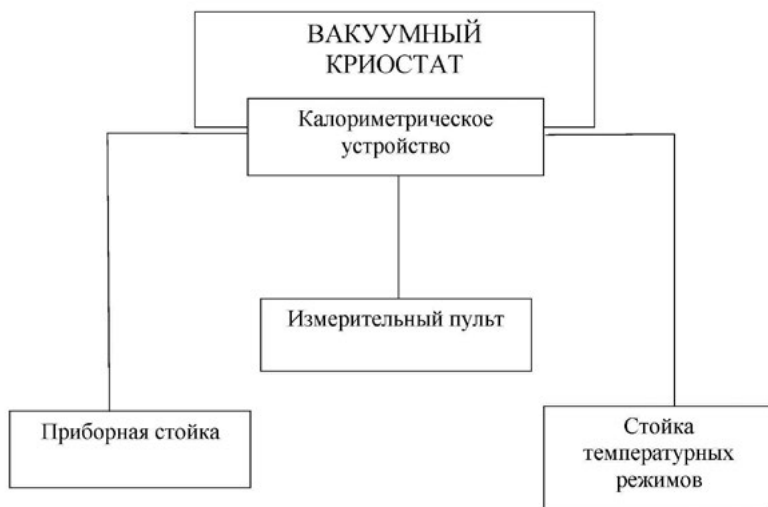 ВАКУУМНЫЙ
КРИОСТАТ
Калориметрическое
устройство
Измерительный пульт
Приборная стойка
Стойка
температурных
режимов